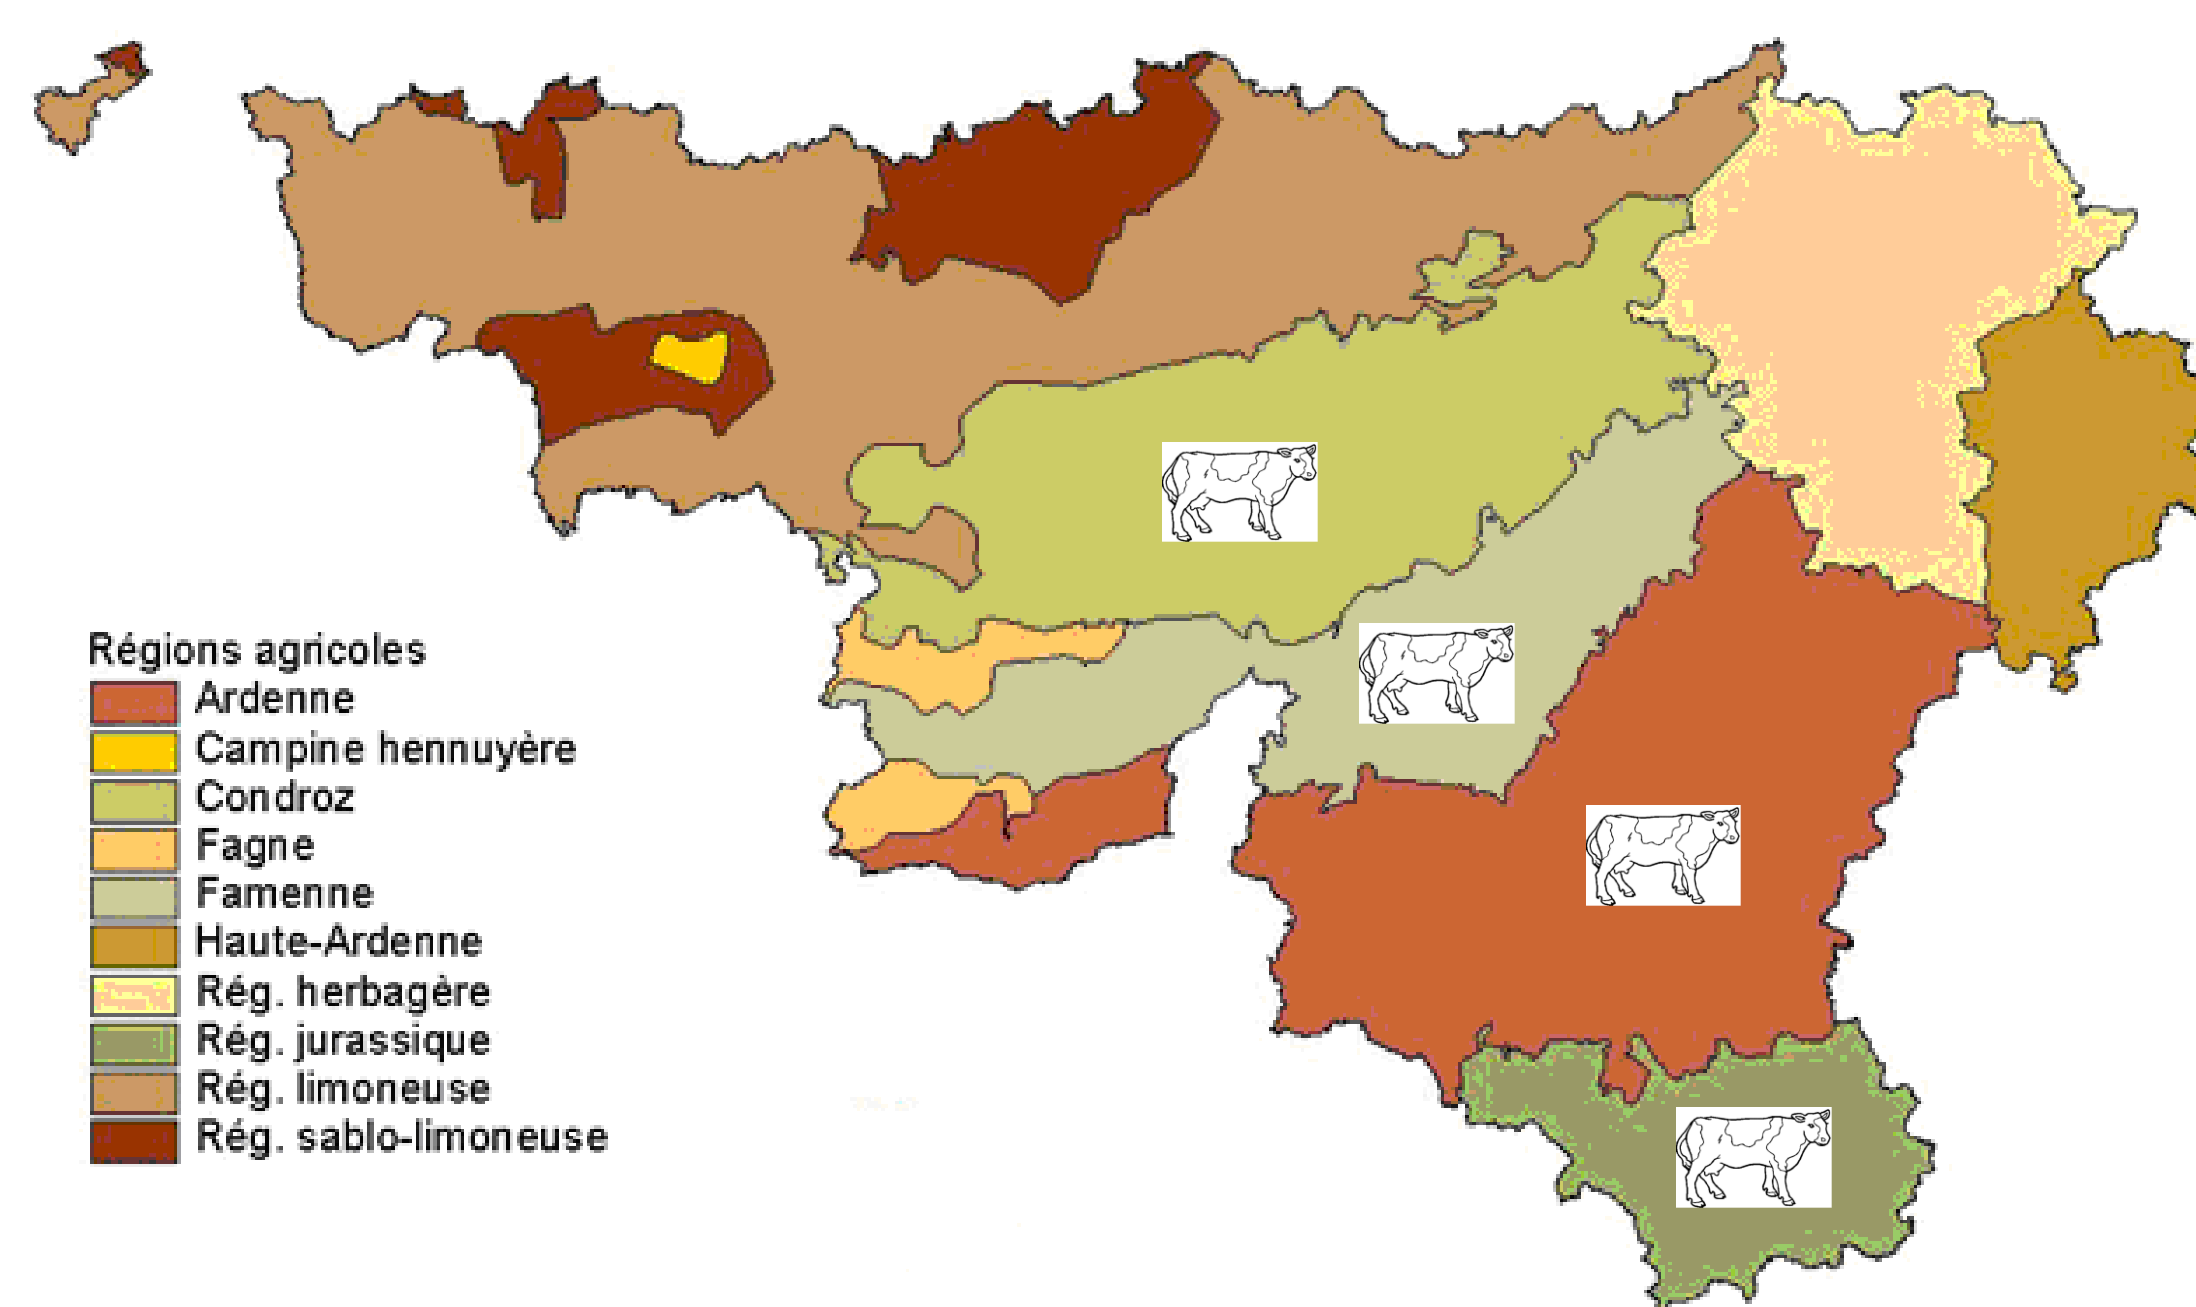 Régions agricoles
Ardenne
Campine hennuyère
Condroz
Fagne
Famenne
Haute-Ardenne
Rég. herbagère
Rég. jurassique
Rég. limoneuse
Rég. sablo-limoneuse